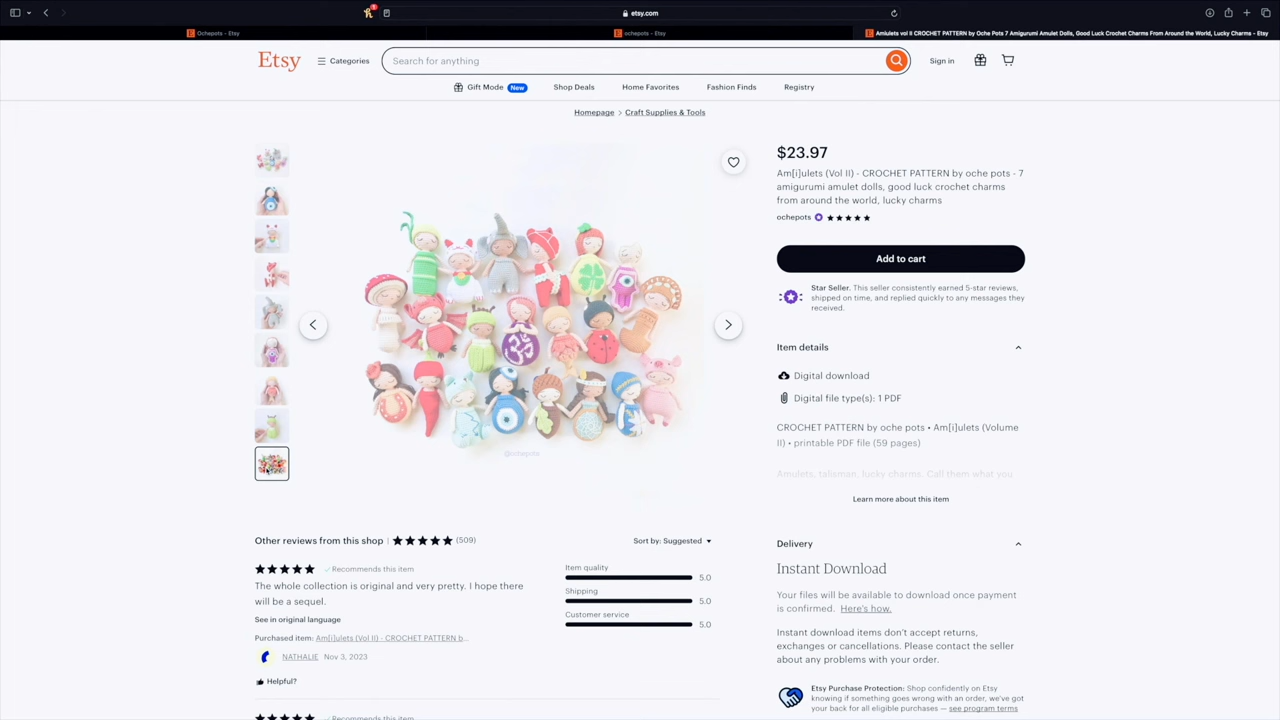 etsy.com
Ochepots - Etsy
ochepots - Etsy
Amiulets vol II CROCHET PATTERN by Oche Pots 7 Amigurumi Amulet Dolls, Good Luck Crochet Charms From Around the World, Lucky Charms - Etsy
Etsy
Categories
Search for anything
Sign in
Gift Mode New
Shop Deals
Home Favorites
Fashion Finds
Registry
Homepage > Craft Supplies & Tools
$23.97
Am[i]ulets (Vol II) - CROCHET PATTERN by oche pots - 7
amigurumi amulet dolls, good luck crochet charms
from around the world, lucky charms
ochepots
Add to cart
Star Seller. This seller consistently earned 5-star reviews,
shipped on time, and replied quickly to any messages they
received.
Item details
Digital download
Digital file type(s): 1 PDF
CROCHET PATTERN by oche pots • Am[i]ulets (Volume
II) • printable PDF file (59 pages)
Amulets, talisman, lucky charms. Call them what you
Learn more about this item
@ochepots
Other reviews from this shop (509)
Sort by: Suggested
Recommends this item
The whole collection is original and very pretty. I hope there
will be a sequel.
See in original language
Purchased item: Am[i]ulets (Vol II) - CROCHET PATTERN b...
NATHALIE Nov 3, 2023
Helpful?
Item quality
5.0
Shipping
5.0
Customer service
5.0
Recommends this item
Delivery
Instant Download
Your files will be available to download once payment
is confirmed. Here's how.
Instant download items don't accept returns,
exchanges or cancellations. Please contact the seller
about any problems with your order.
Etsy Purchase Protection: Shop confidently on Etsy
knowing if something goes wrong with an order, we've got
your back for all eligible purchases — see program terms